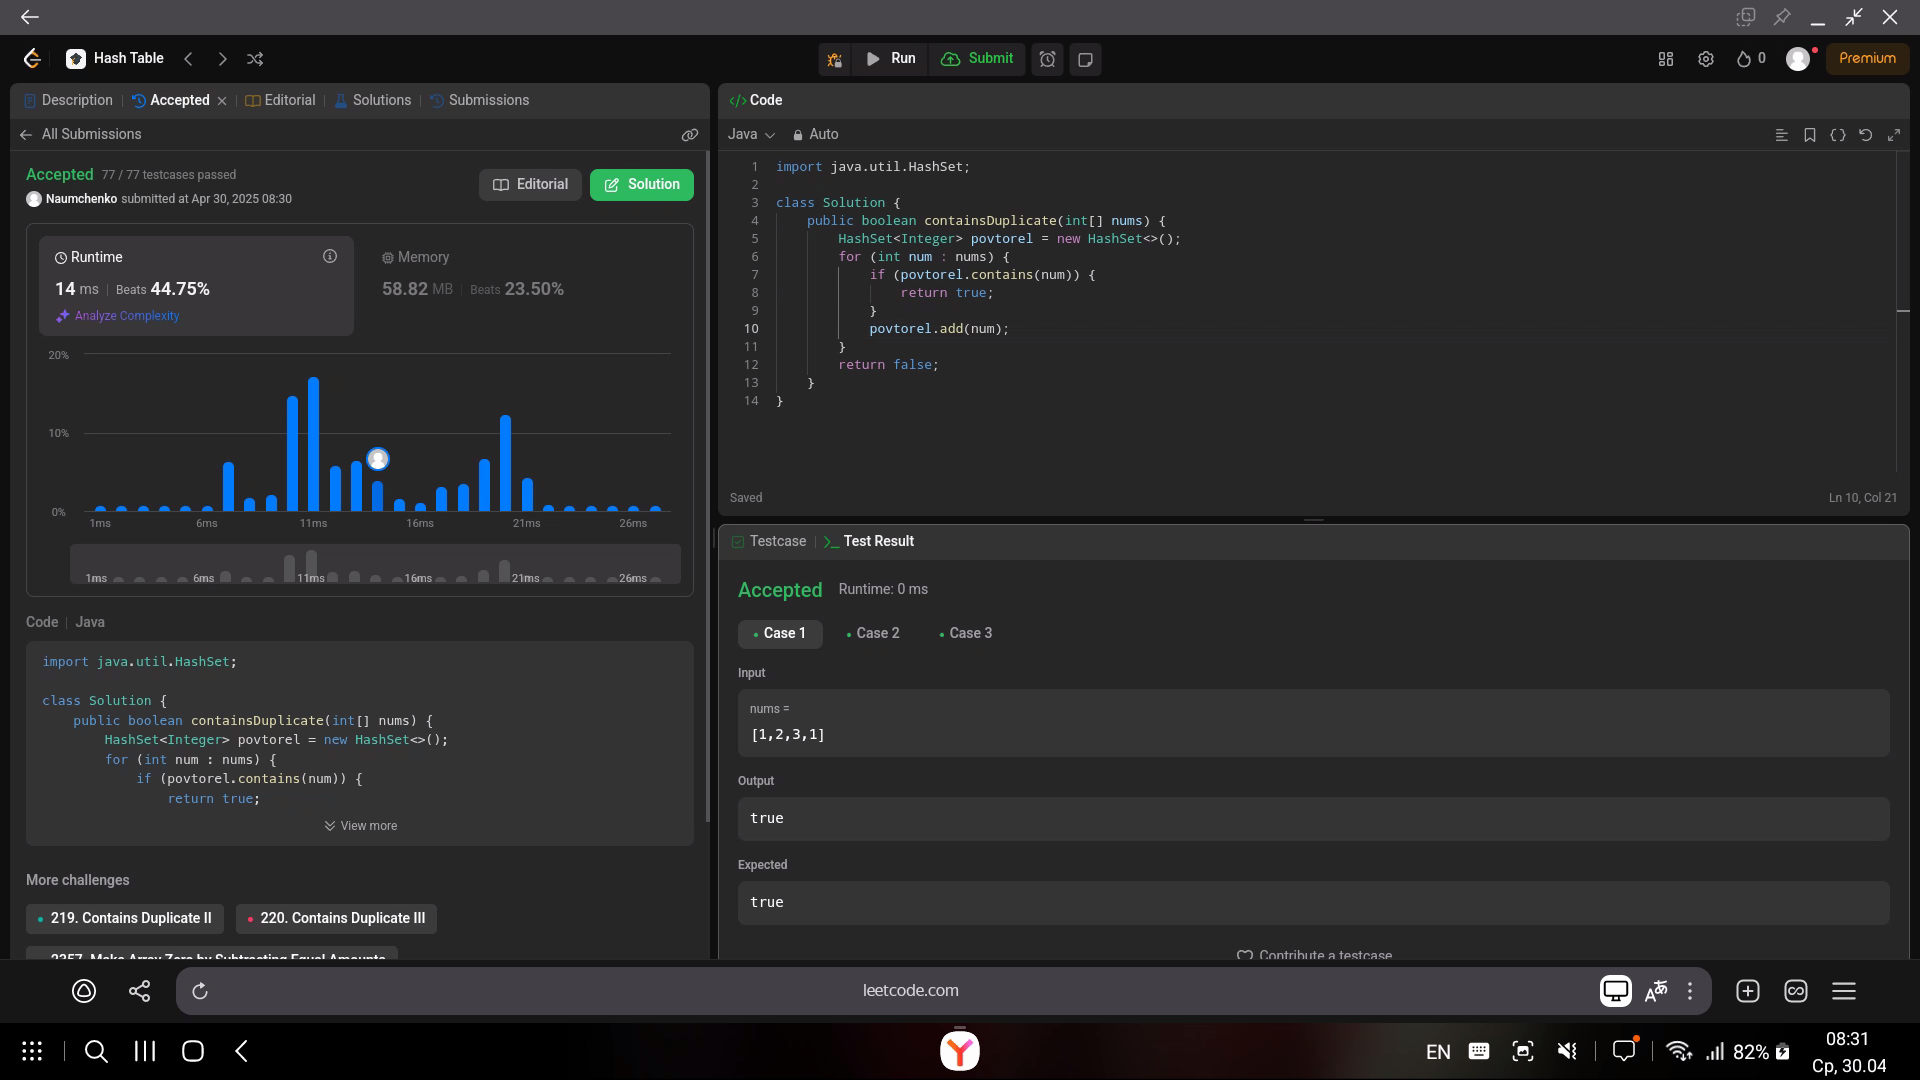 Hash Table
Run
Submit
0
Premium
Description
Accepted
Editorial
Solutions
Submissions
All Submissions
Accepted 77 / 77 testcases passed
Naumchenko submitted at Apr 30, 2025 08:30
Editorial
Solution
Runtime
14 ms | Beats 44.75%
Analyze Complexity
Memory
58.82 MB | Beats 23.50%
20%
10%
0%
1ms 6ms 11ms 16ms 21ms 26ms
1ms 6ms 11ms 16ms 21ms 26ms
Code | Java
import java.util.HashSet;
class Solution {
public boolean containsDuplicate(int[] nums) {
HashSet<Integer> povtorel = new HashSet<>();
for (int num : nums) {
if (povtorel.contains(num)) {
return true;
View more
More challenges
219. Contains Duplicate II
220. Contains Duplicate III
2357. Make Array Zero by Subtracting Equal Amounts
</> Code
Java
Auto
1 import java.util.HashSet;
2
3 class Solution {
4 public boolean containsDuplicate(int[] nums) {
5 HashSet<Integer> povtorel = new HashSet<>();
6 for (int num : nums) {
7 if (povtorel.contains(num)) {
8 return true;
9 }
10 povtorel.add(num);
11 }
12 return false;
13 }
14 }
Saved
Ln 10, Col 21
Testcase
Test Result
Accepted Runtime: 0 ms
Case 1
Case 2
Case 3
Input
nums =
[1,2,3,1]
Output
true
Expected
true
Contribute a testcase
leetcode.com
EN
82%
08:31
Ср, 30.04